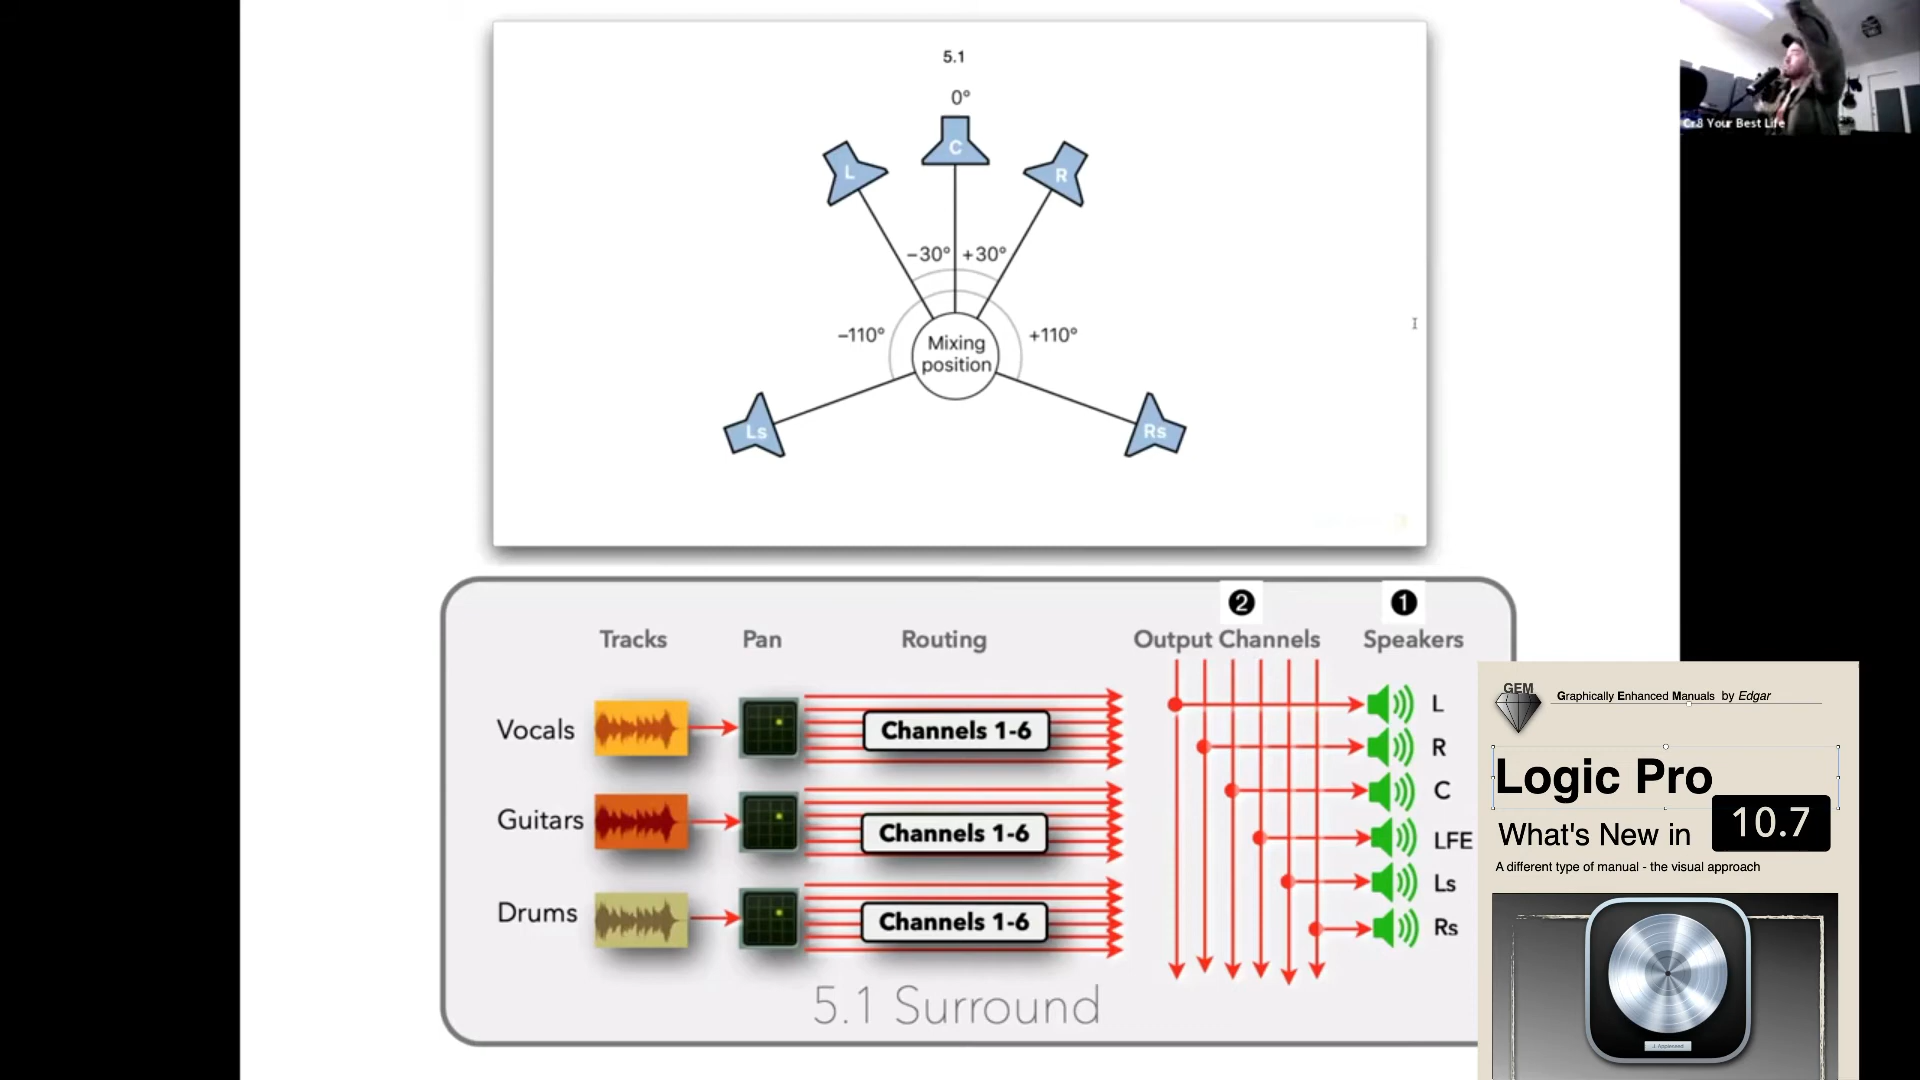 5.1
0°
L
C
R
−30°
+30°
−110°
+110°
Mixing
position
Ls
Rs
Cr8 Your Best Life
❷
❶
Tracks
Pan
Routing
Output Channels
Speakers
Vocals
Channels 1-6
L
R
C
Guitars
Channels 1-6
LFE
Ls
Drums
Channels 1-6
Rs
5.1 Surround
GEM
Graphically Enhanced Manuals by Edgar
Logic Pro
What's New in
10.7
A different type of manual - the visual approach